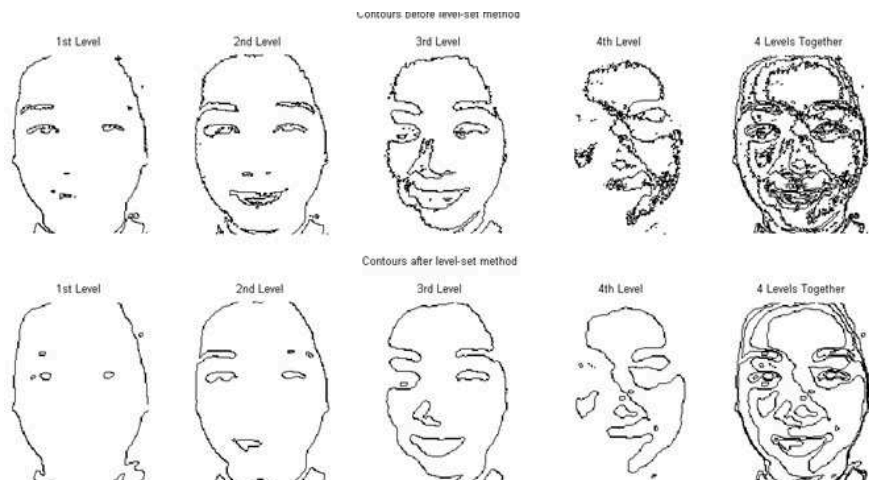 Contours before level-set method
1st Level 2nd Level 3rd Level 4th Level 4 Levels Together
Contours after level-set method
1st Level 2nd Level 3rd Level 4th Level 4 Levels Together